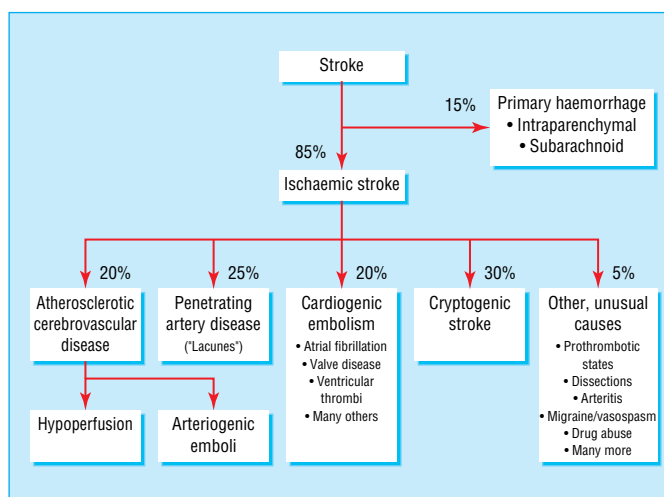 Stroke
15%
Primary haemorrhage
• Intraparenchymal
• Subarachnoid
85%
Ischaemic stroke
20%
Atherosclerotic
cerebrovascular
disease
25%
Penetrating
artery disease
("Lacunes")
20%
Cardiogenic
embolism
• Atrial fibrillation
• Valve disease
• Ventricular
thrombi
• Many others
30%
Cryptogenic
stroke
5%
Other, unusual
causes
• Prothrombotic
states
• Dissections
• Arteritis
• Migraine/vasospasm
• Drug abuse
• Many more
Hypoperfusion
Arteriogenic
emboli